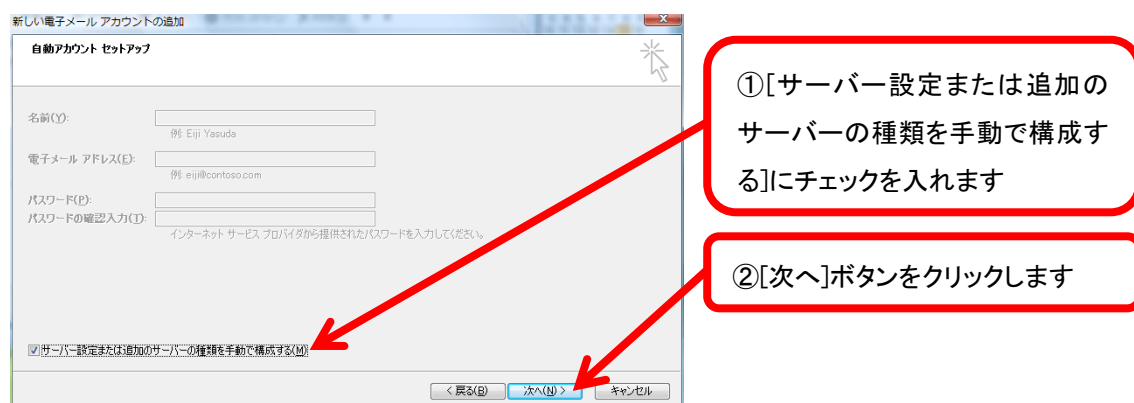 新しい電子メール アカウントの追加
自動アカウント セットアップ
名前(Y):
例: Eiji Yasuda
電子メール アドレス(E):
例: eiji@contoso.com
パスワード(P):
パスワードの確認入力(T):
インターネット サービス プロバイダから提供されたパスワードを入力してください。
サーバー設定または追加のサーバーの種類を手動で構成する(M)
< 戻る(B)
次へ(N) >
キャンセル
①[サーバー設定または追加の
サーバーの種類を手動で構成す
る]にチェックを入れます
②[次へ]ボタンをクリックします